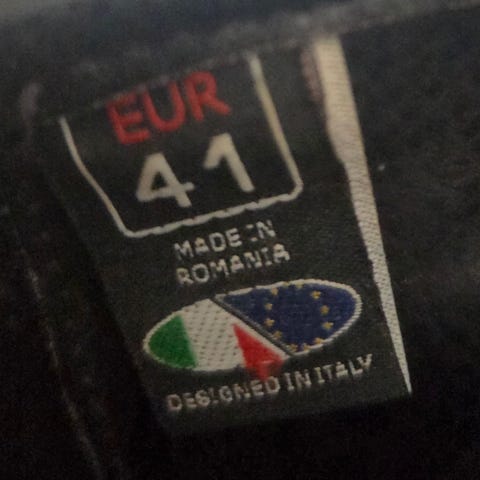 EUR
41
MADE IN
ROMANIA
DESIGNED IN ITALY